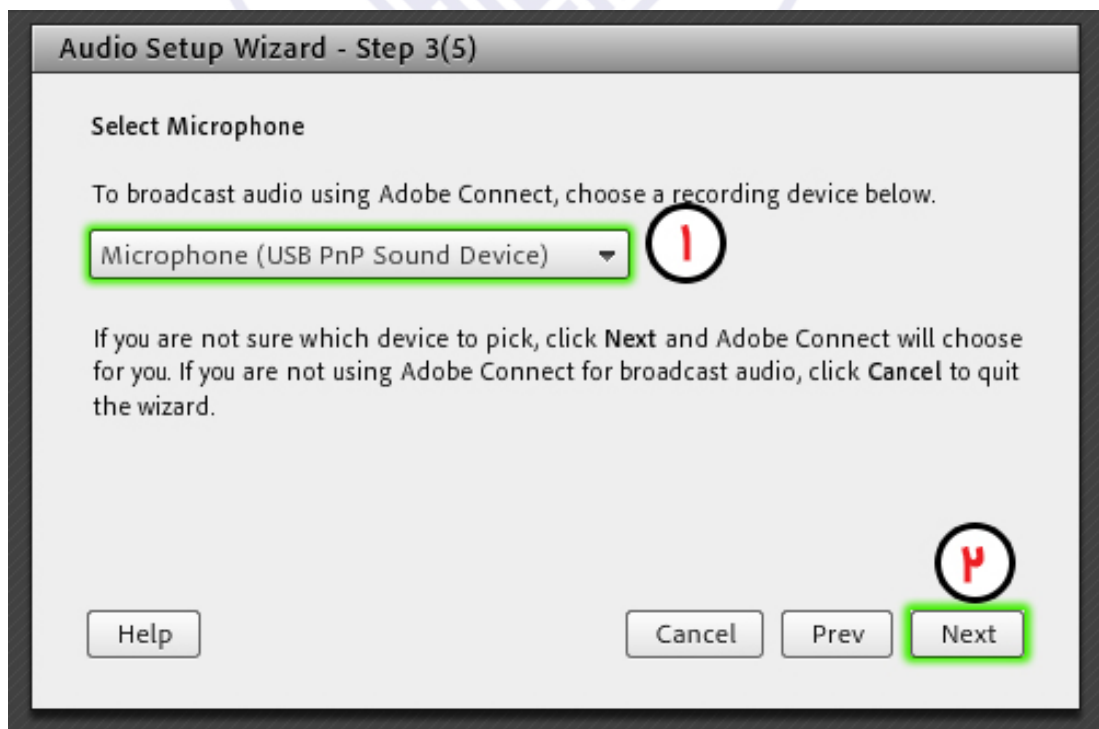 Audio Setup Wizard - Step 3(5)
Select Microphone
To broadcast audio using Adobe Connect, choose a recording device below.
Microphone (USB PnP Sound Device)
۱
If you are not sure which device to pick, click Next and Adobe Connect will choose
for you. If you are not using Adobe Connect for broadcast audio, click Cancel to quit
the wizard.
۲
Help Cancel Prev Next